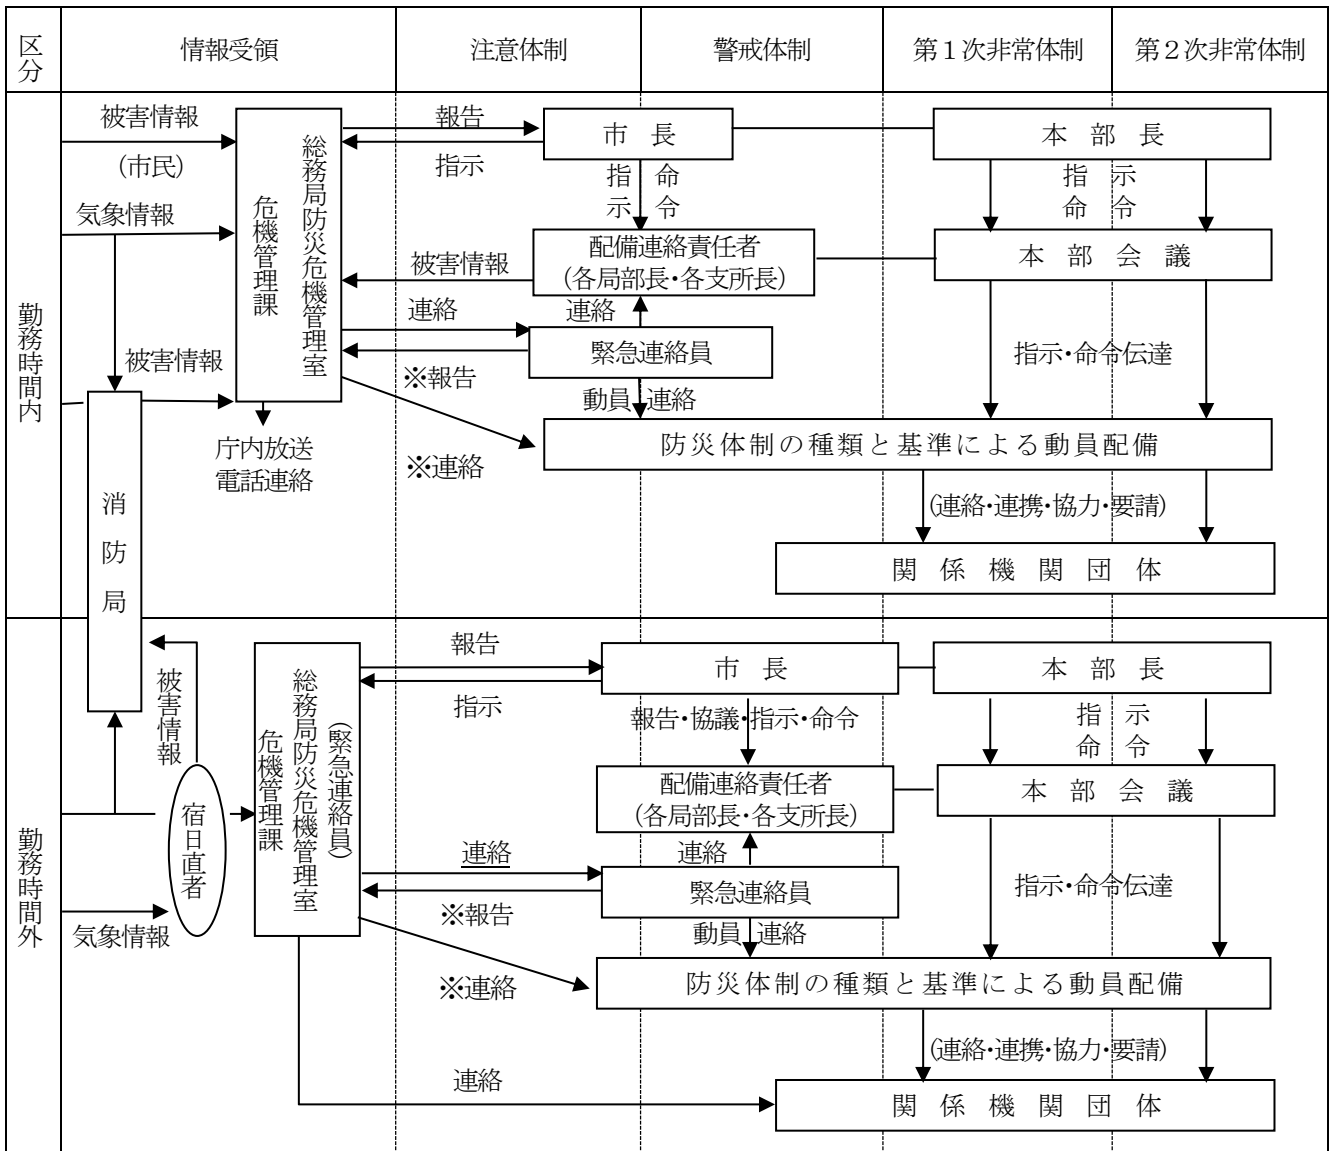 区分
情報受領
注意体制
警戒体制
第１次非常体制
第２次非常体制
勤務時間内
被害情報
(市民)
気象情報
被害情報
消防局
総務局防災危機管理室
危機管理課
庁内放送
電話連絡
報告
指示
被害情報
連絡
※報告
※連絡
市長
指示
命令
配備連絡責任者
(各局部長・各支所長)
連絡
緊急連絡員
動員連絡
本部長
指示
命令
本部会議
指示・命令伝達
防災体制の種類と基準による動員配備
(連絡・連携・協力・要請)
関係機関団体
勤務時間外
被害情報
宿日直者
気象情報
(緊急連絡員)
総務局防災危機管理室
危機管理課
報告
指示
連絡
※報告
※連絡
連絡
市長
報告・協議・指示・命令
配備連絡責任者
(各局部長・各支所長)
連絡
緊急連絡員
動員連絡
本部長
指示
命令
本部会議
指示・命令伝達
防災体制の種類と基準による動員配備
(連絡・連携・協力・要請)
関係機関団体